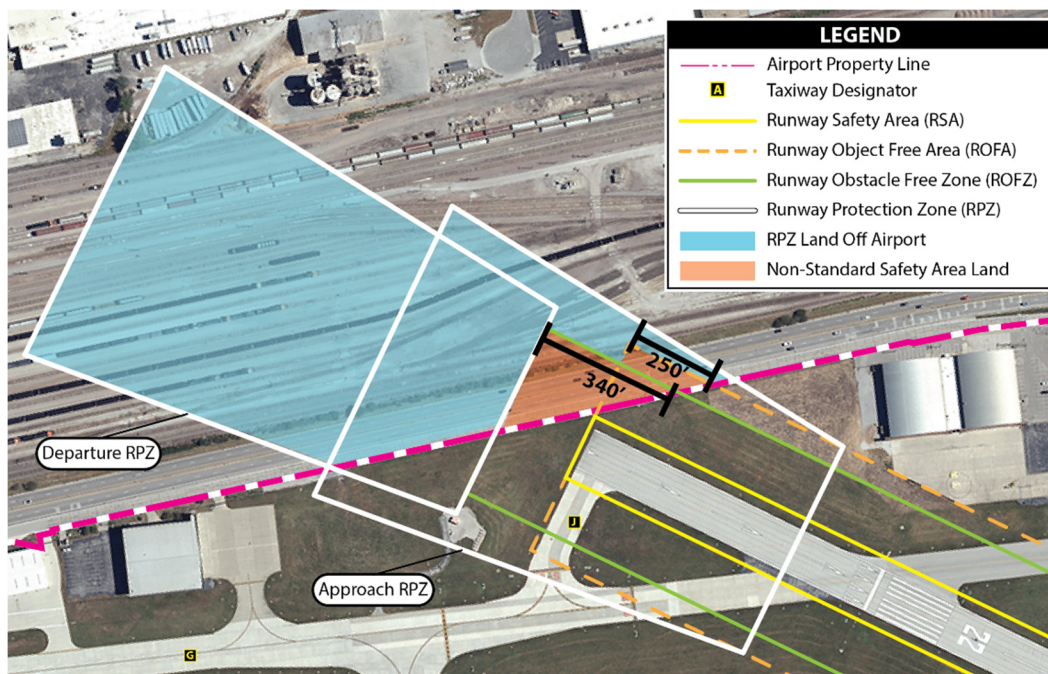 LEGEND
Airport Property Line
A
Taxiway Designator
Runway Safety Area (RSA)
Runway Object Free Area (ROFA)
Runway Obstacle Free Zone (ROFZ)
Runway Protection Zone (RPZ)
RPZ Land Off Airport
Non-Standard Safety Area Land
250’
340’
Departure RPZ
J
Approach RPZ
22
G